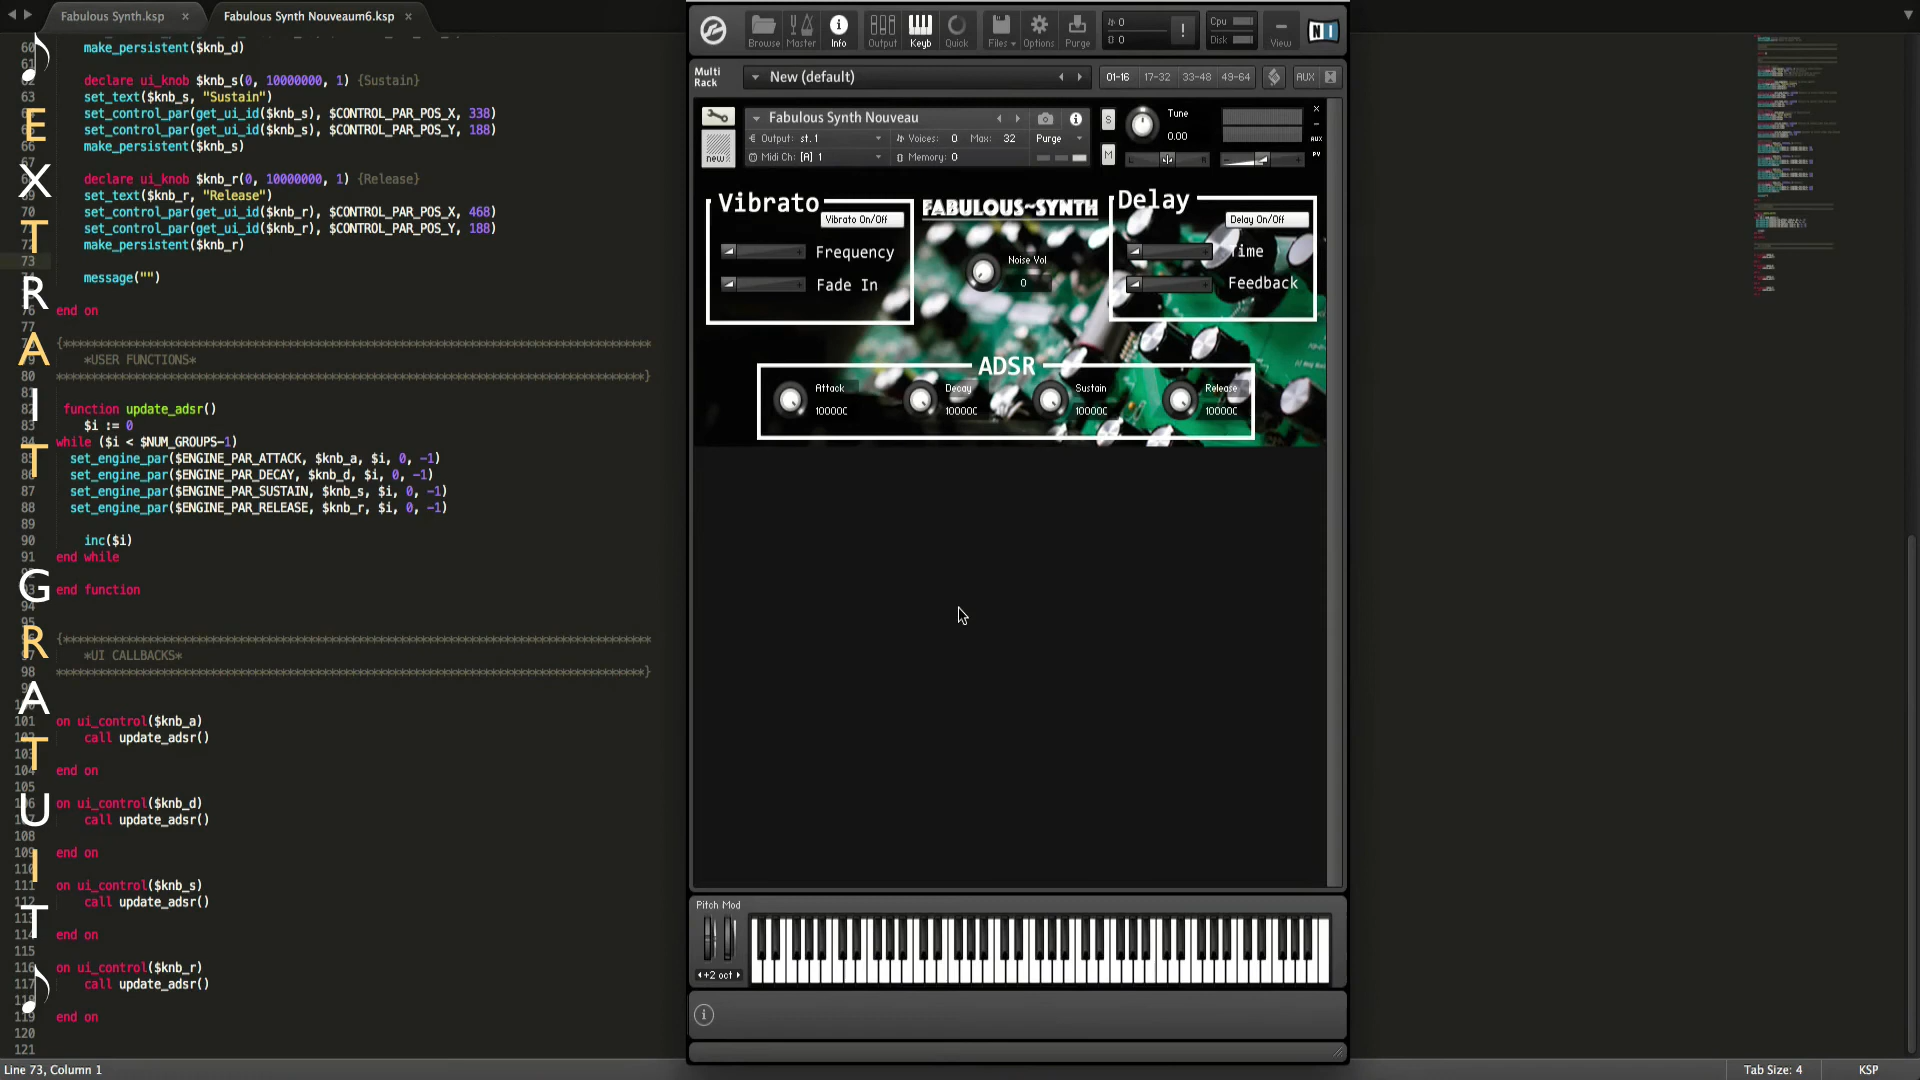 Fabulous Synth.ksp
Fabulous Synth Nouveaum6.ksp
make_persistent($knb_d)
declare ui_knob $knb_s(0, 10000000, 1) {Sustain}
set_text($knb_s, "Sustain")
set_control_par(get_ui_id($knb_s), $CONTROL_PAR_POS_X, 338)
set_control_par(get_ui_id($knb_s), $CONTROL_PAR_POS_Y, 188)
make_persistent($knb_s)
declare ui_knob $knb_r(0, 10000000, 1) {Release}
set_text($knb_r, "Release")
set_control_par(get_ui_id($knb_r), $CONTROL_PAR_POS_X, 468)
set_control_par(get_ui_id($knb_r), $CONTROL_PAR_POS_Y, 188)
make_persistent($knb_r)
message("")
end on
*USER FUNCTIONS*
function update_adsr()
$i := 0
while ($i < $NUM_GROUPS-1)
set_engine_par($ENGINE_PAR_ATTACK, $knb_a, $i, 0, -1)
set_engine_par($ENGINE_PAR_DECAY, $knb_d, $i, 0, -1)
set_engine_par($ENGINE_PAR_SUSTAIN, $knb_s, $i, 0, -1)
set_engine_par($ENGINE_PAR_RELEASE, $knb_r, $i, 0, -1)
inc($i)
end while
end function
*UI CALLBACKS*
on ui_control($knb_a)
call update_adsr()
end on
on ui_control($knb_d)
call update_adsr()
end on
on ui_control($knb_s)
call update_adsr()
end on
on ui_control($knb_r)
call update_adsr()
end on
EXTRAIT GRATUIT
Browse Master Info Output Keyb Quick Files Options Purge
0
0
Cpu
Disk
View
NI
Multi Rack
New (default)
01-16 17-32 33-48 49-64 AUX
Fabulous Synth Nouveau
Output: st.1 Voices: 0 Max: 32 Purge
Midi Ch: [A] 1 Memory: 0
new
S
M
Tune
0.00
L R
AUX
PV
Vibrato
Vibrato On/Off
Frequency
Fade In
FABULOUS~SYNTH
Noise Vol
0
Delay
Delay On/Off
Time
Feedback
ADSR
Attack Decay Sustain Release
10000C 10000C 10000C 10000C
Pitch Mod
+2 oct
Line 73, Column 1
Tab Size: 4
KSP